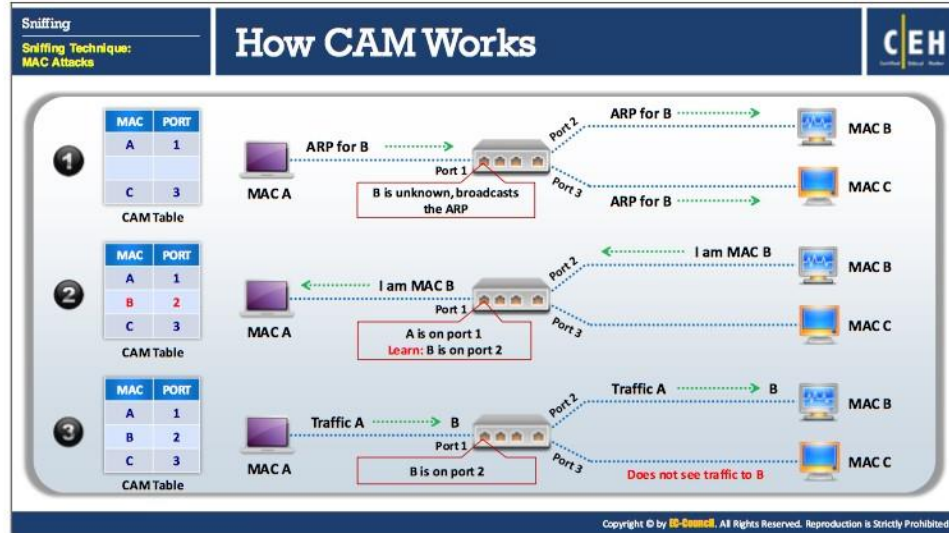 Sniffing
Sniffing Technique:
MAC Attacks
How CAM Works
C|EH
1
MAC PORT
A 1
C 3
CAM Table
MAC A
ARP for B
Port 1
B is unknown, broadcasts
the ARP
Port 2
ARP for B
MAC B
Port 3
ARP for B
MAC C
2
MAC PORT
A 1
B 2
C 3
CAM Table
MAC A
I am MAC B
Port 1
A is on port 1
Learn: B is on port 2
Port 2
I am MAC B
MAC B
Port 3
MAC C
3
MAC PORT
A 1
B 2
C 3
CAM Table
MAC A
Traffic A B
Port 1
B is on port 2
Port 2
Traffic A B
MAC B
Port 3
Does not see traffic to B
MAC C
Copyright © by EC-Council. All Rights Reserved. Reproduction is Strictly Prohibited